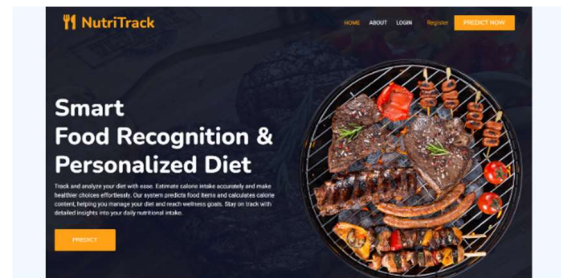 NutriTrack
HOME ABOUT LOGIN Register PREDICT NOW
Smart
Food Recognition &
Personalized Diet
Track and analyze your diet with ease. Estimate calorie intake accurately and make
healthier choices effortlessly. Our system predicts food items and calculates calorie
content, helping you manage your diet and reach wellness goals. Stay on track with
detailed insights into your daily nutritional intake.
PREDICT